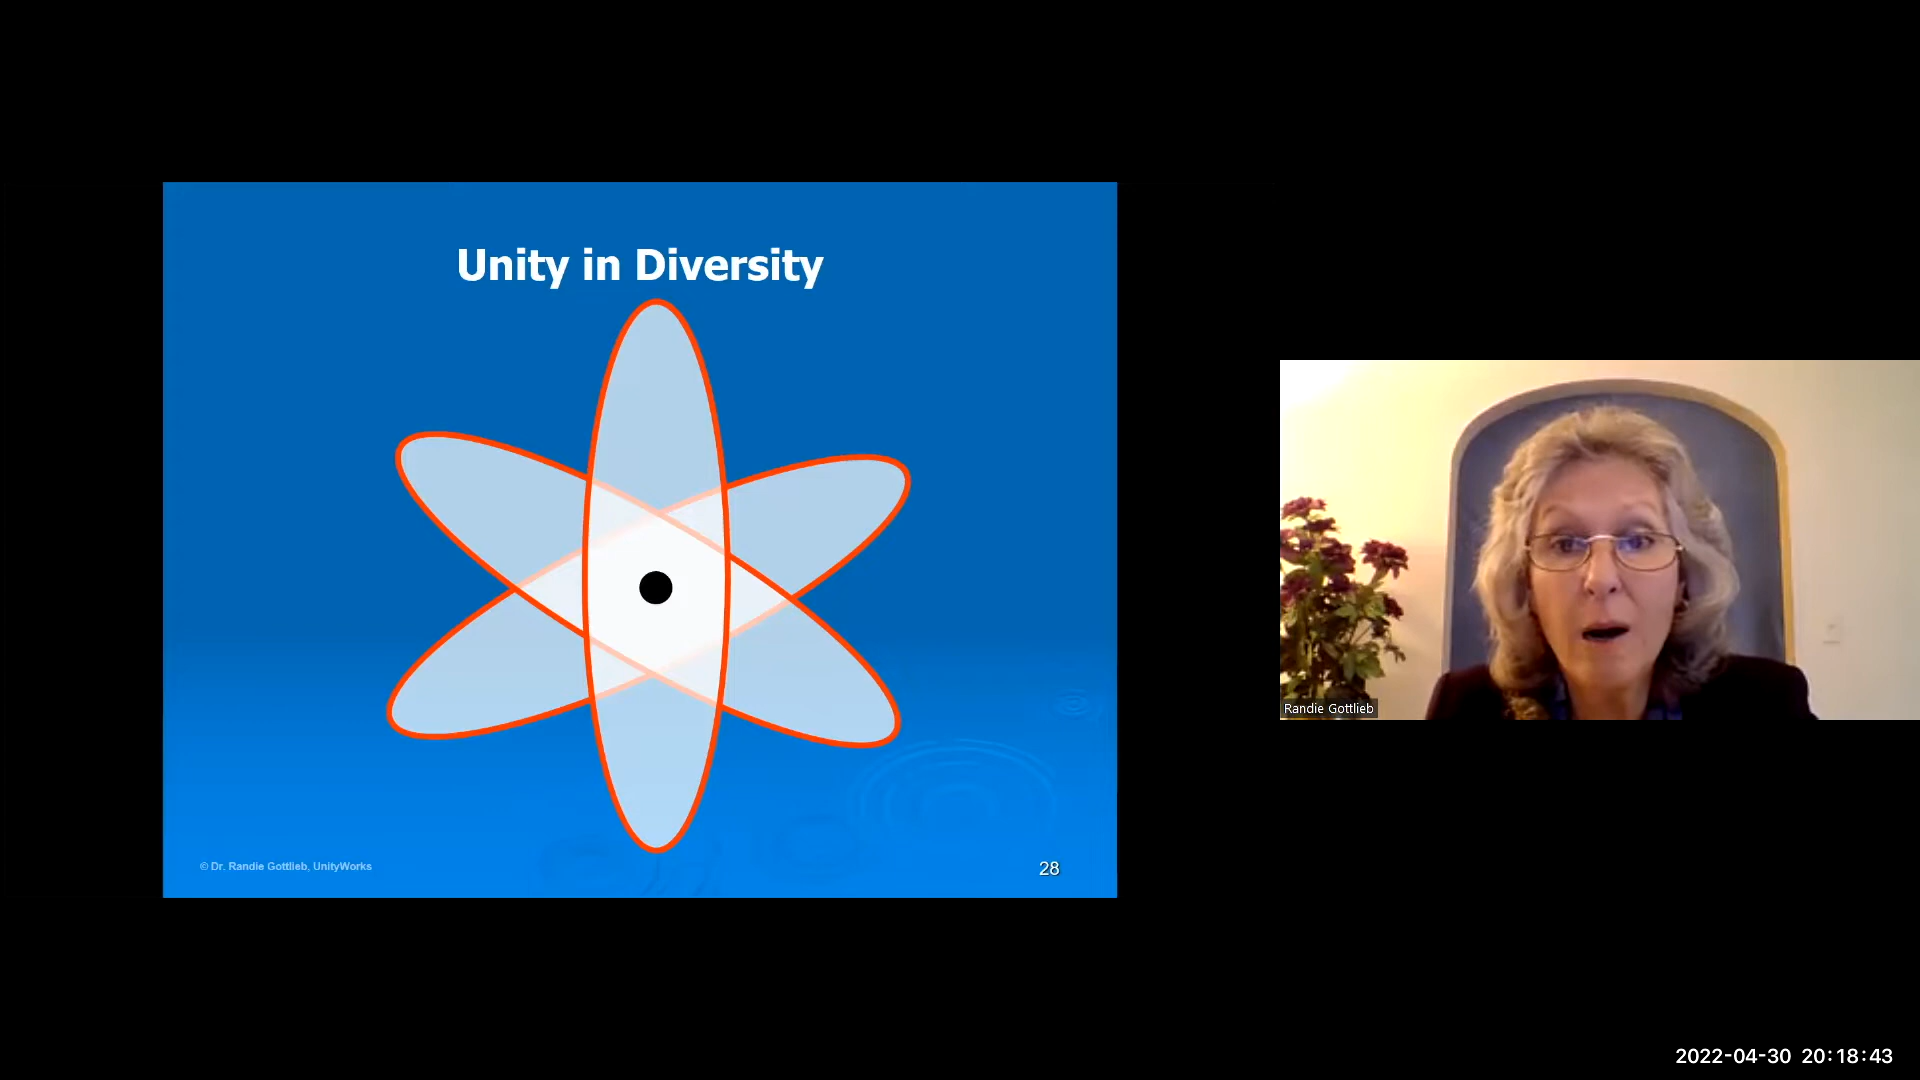 Unity in Diversity
© Dr. Randie Gottlieb, UnityWorks
28
Randie Gottlieb
2022-04-30 20:18:43